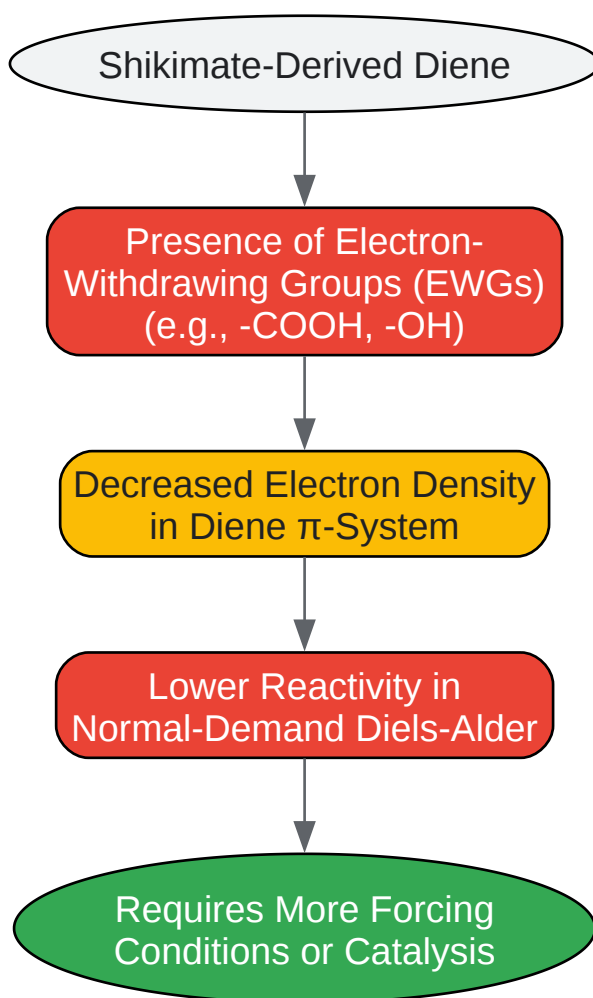 Shikimate-Derived Diene
Presence of Electron-
Withdrawing Groups (EWGs)
(e.g., -COOH, -OH)
Decreased Electron Density
in Diene π-System
Lower Reactivity in
Normal-Demand Diels-Alder
Requires More Forcing
Conditions or Catalysis